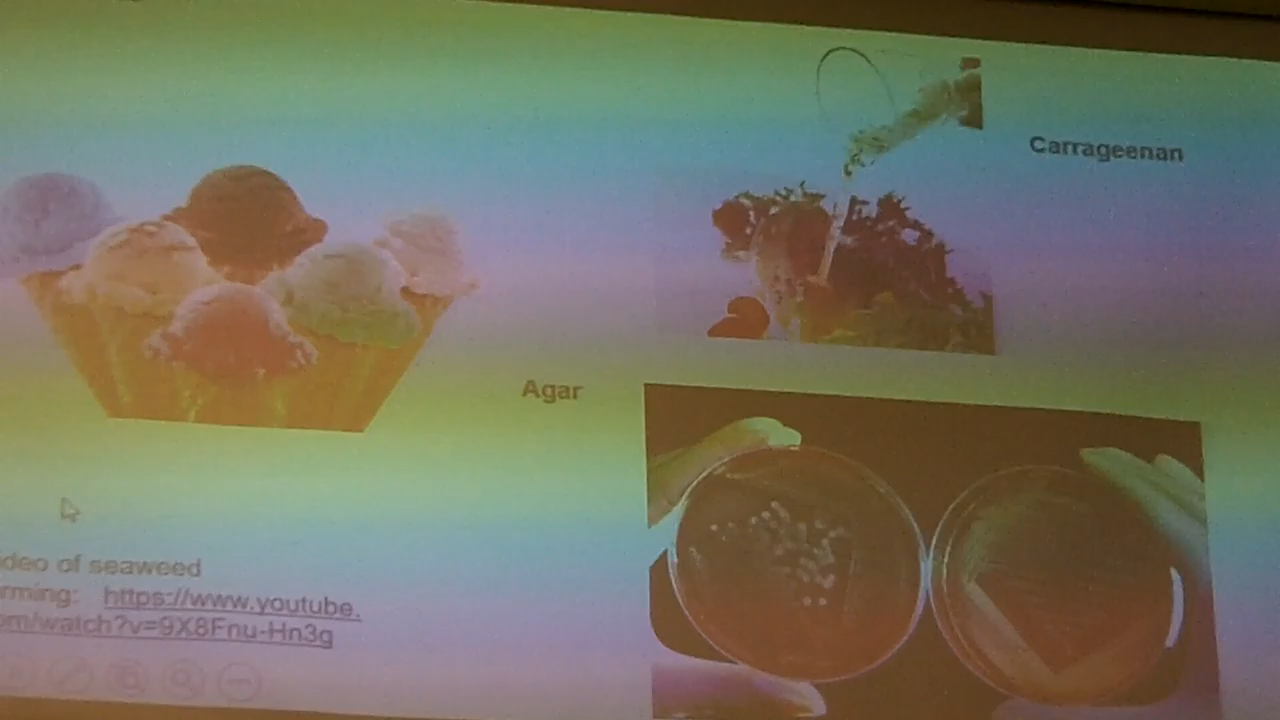 Carrageenan
Agar
ideo of seaweed
rming: https://www.youtube.
om/watch?v=9X8Fnu-Hn3g